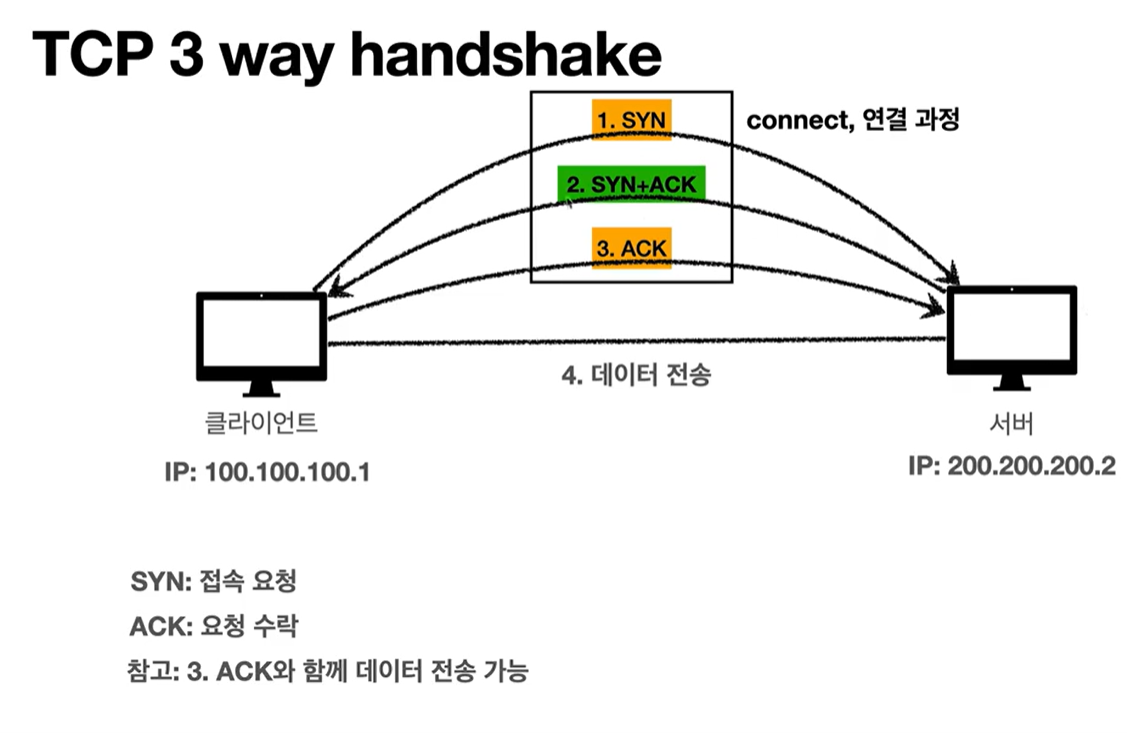 TCP 3 way handshake
1. SYN
connect, 연결 과정
2. SYN+ACK
3. ACK
4. 데이터 전송
클라이언트
서버
IP: 100.100.100.1
IP: 200.200.200.2
SYN: 접속 요청
ACK: 요청 수락
참고: 3. ACK와 함께 데이터 전송 가능